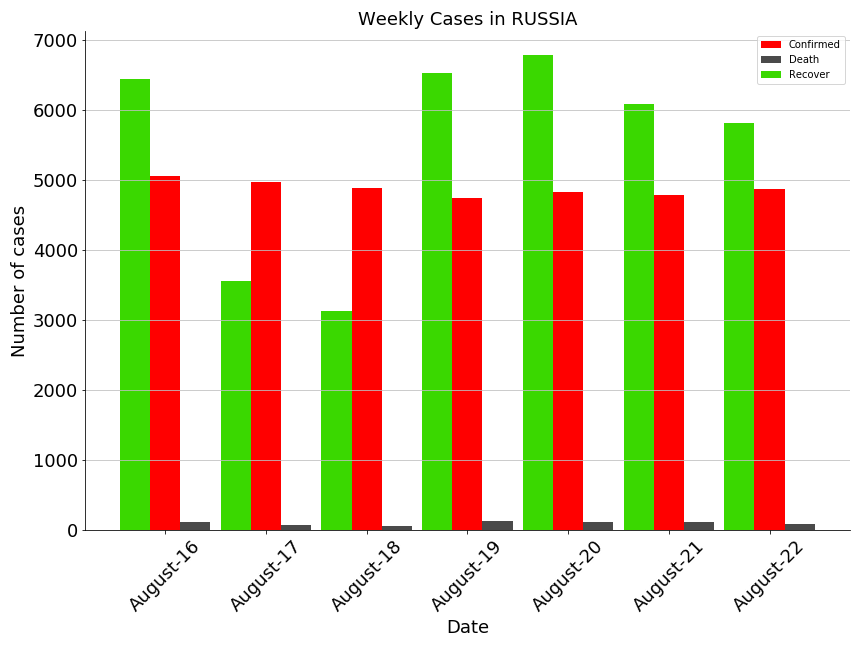 Weekly Cases in RUSSIA
Confirmed
Death
Recover
Number of cases
7000
6000
5000
4000
3000
2000
1000
0
August-16
August-17
August-18
August-19
August-20
August-21
August-22
Date